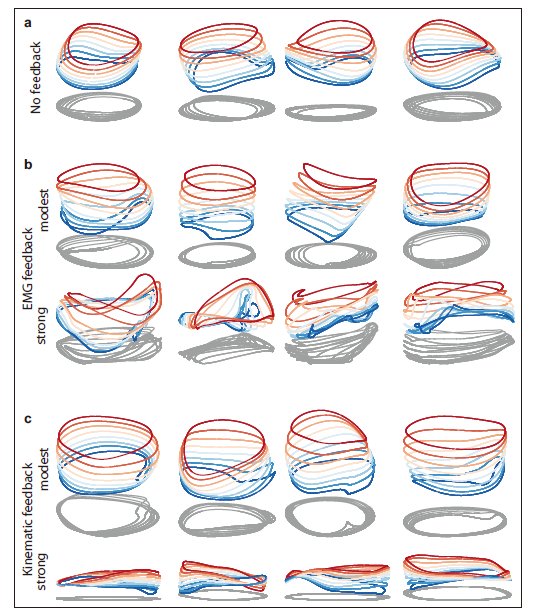 a
No feedback
b
EMG feedback
modest
strong
c
Kinematic feedback
modest
strong